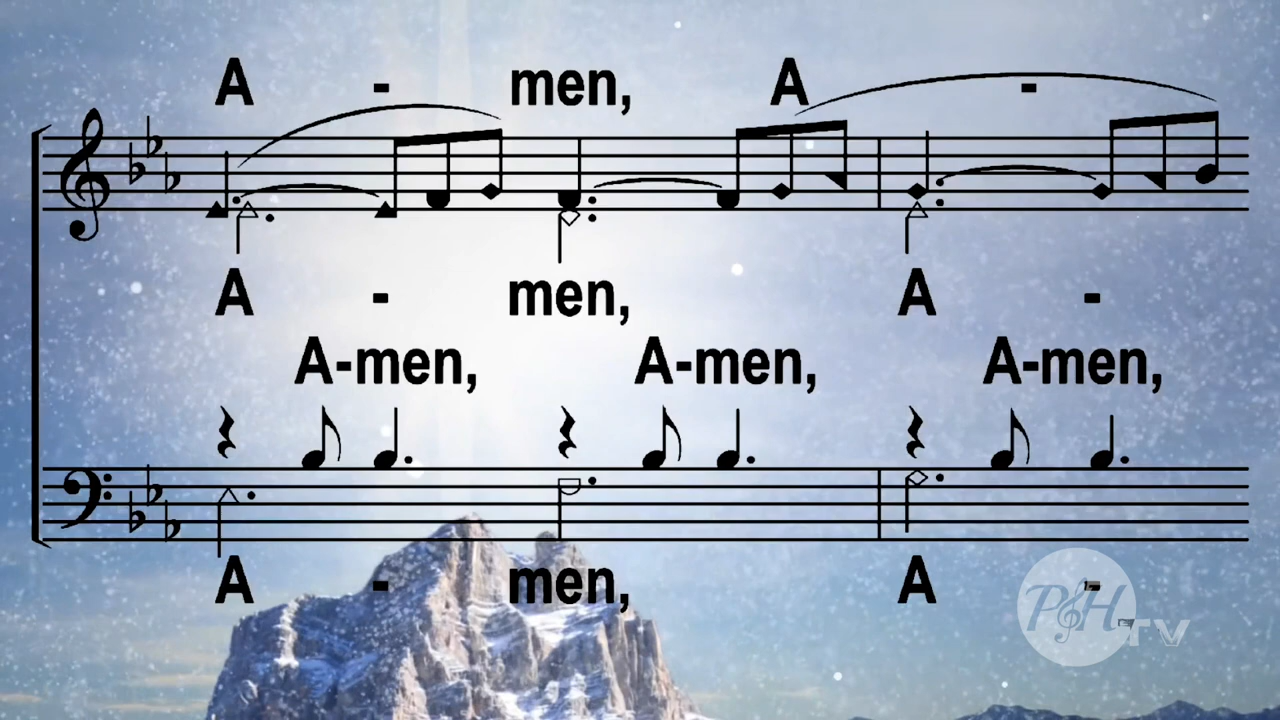 A - men, A -
A - men, A -
A-men, A-men, A-men,
A - men, A -
P&H TV